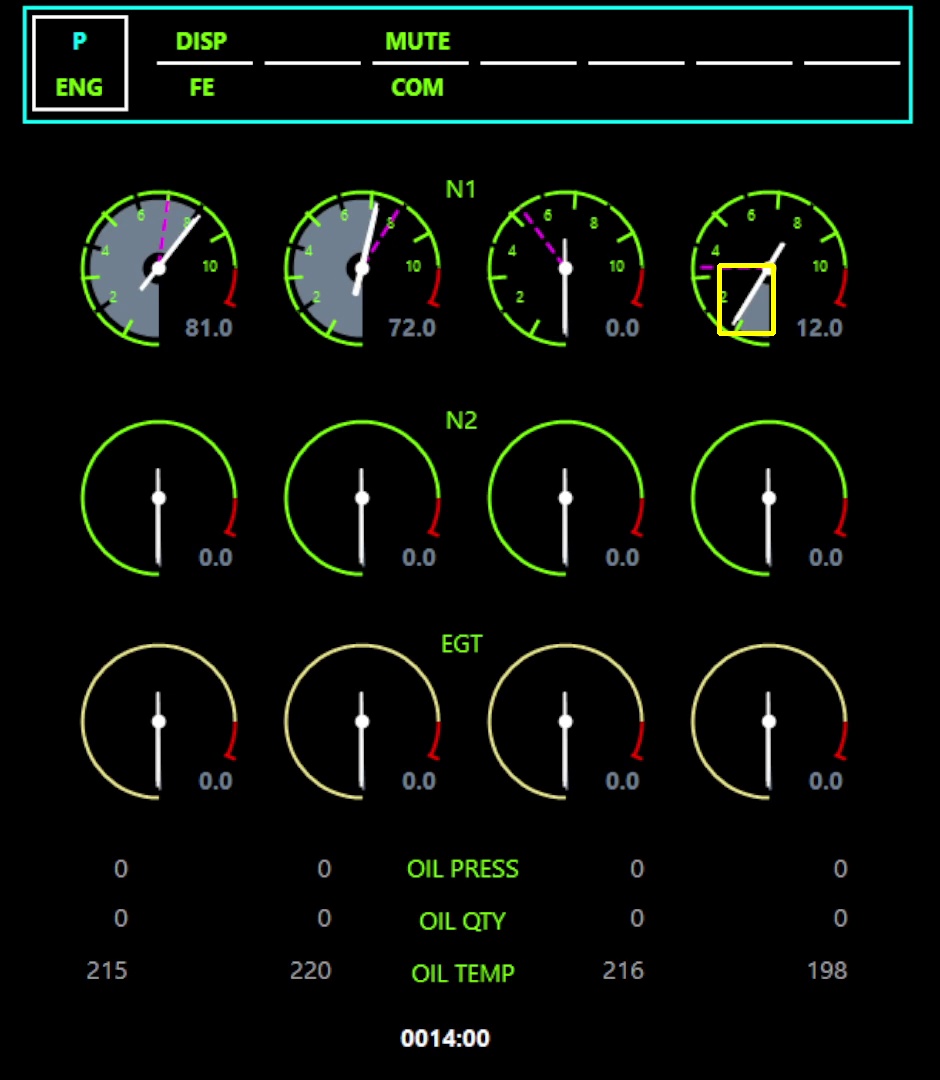 P DISP MUTE
ENG FE COM
N1
6 8 6 8 6 8 6 8
4 10 4 10 4 10 4 10
2 2 2 2
81.0 72.0 0.0 12.0
N2
0.0 0.0 0.0 0.0
EGT
0.0 0.0 0.0 0.0
0 0 OIL PRESS 0 0
0 0 OIL QTY 0 0
215 220 OIL TEMP 216 198
0014:00